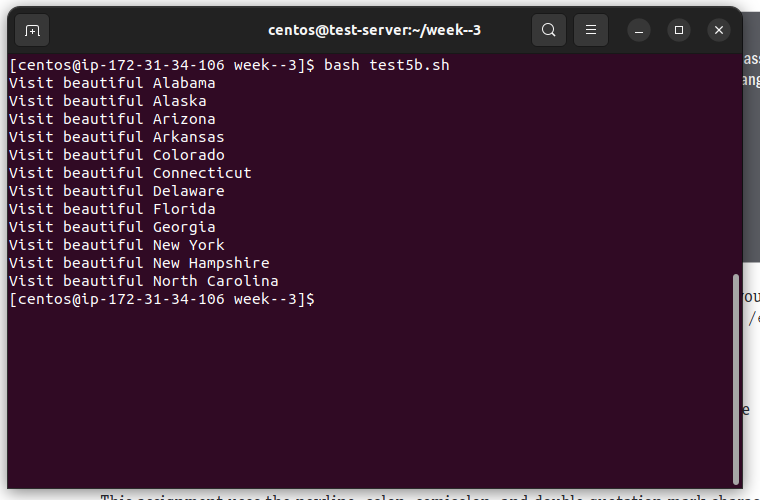 centos@test-server:~/week--3
[centos@ip-172-31-34-106 week--3]$ bash test5b.sh
Visit beautiful Alabama
Visit beautiful Alaska
Visit beautiful Arizona
Visit beautiful Arkansas
Visit beautiful Colorado
Visit beautiful Connecticut
Visit beautiful Delaware
Visit beautiful Florida
Visit beautiful Georgia
Visit beautiful New York
Visit beautiful New Hampshire
Visit beautiful North Carolina
[centos@ip-172-31-34-106 week--3]$